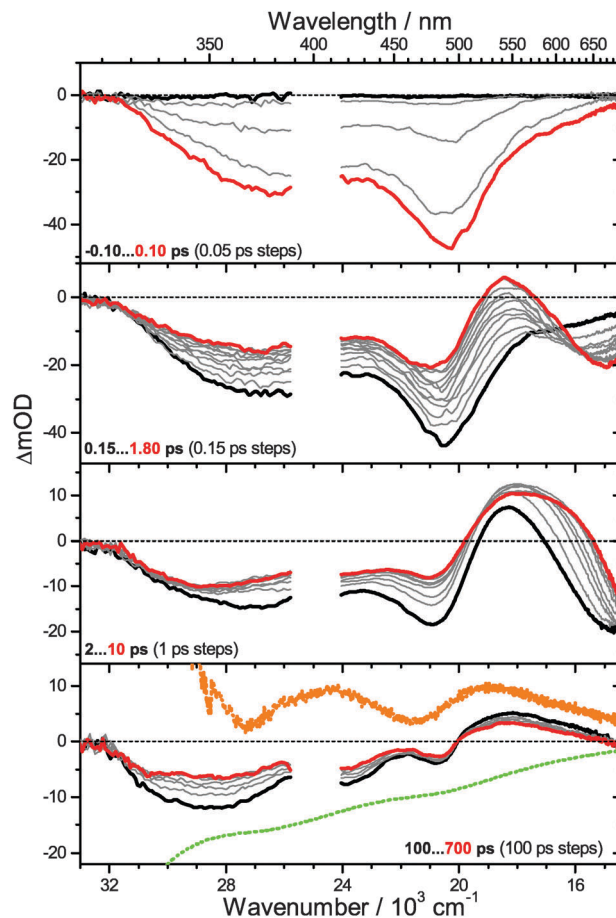 Wavelength / nm
350 400 450 500 550 600 650
0
-20
-40
-0.10...0.10 ps (0.05 ps steps)
0
-20
-40
0.15...1.80 ps (0.15 ps steps)
ΔmOD
10
0
-10
-20
2...10 ps (1 ps steps)
10
0
-10
-20
100...700 ps (100 ps steps)
32 28 24 20 16
Wavenumber / 10³ cm⁻¹